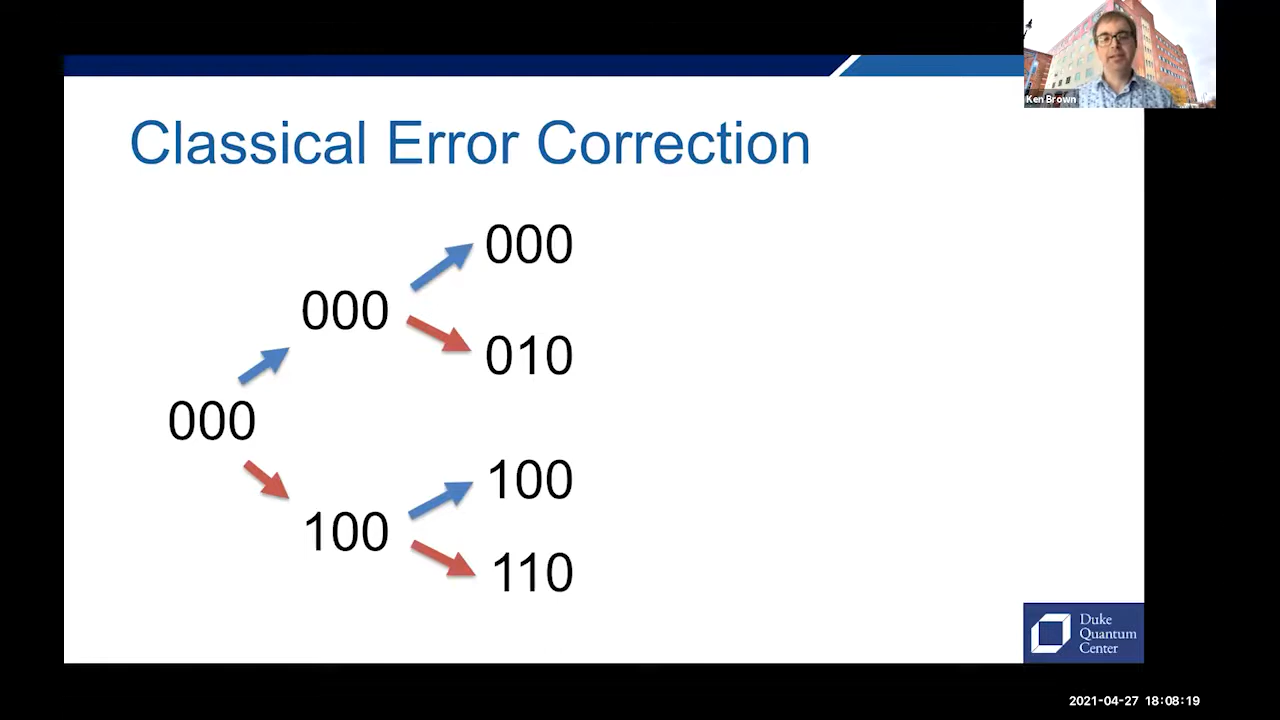 Ken Brown
Classical Error Correction
000
000
010
000
100
100
110
Duke
Quantum
Center
2021-04-27 18:08:19